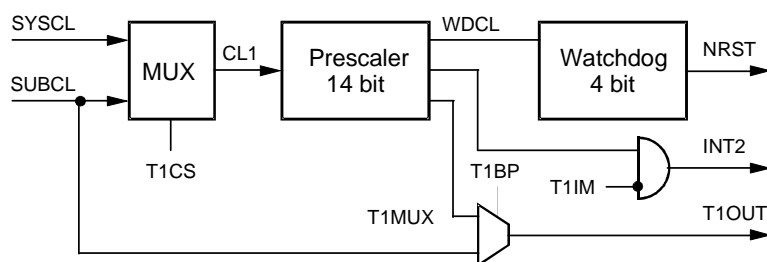 SYSCL
SUBCL
MUX
T1CS
CL1
Prescaler
14 bit
WDCL
Watchdog
4 bit
NRST
INT2
T1IM
T1BP
T1MUX
T1OUT